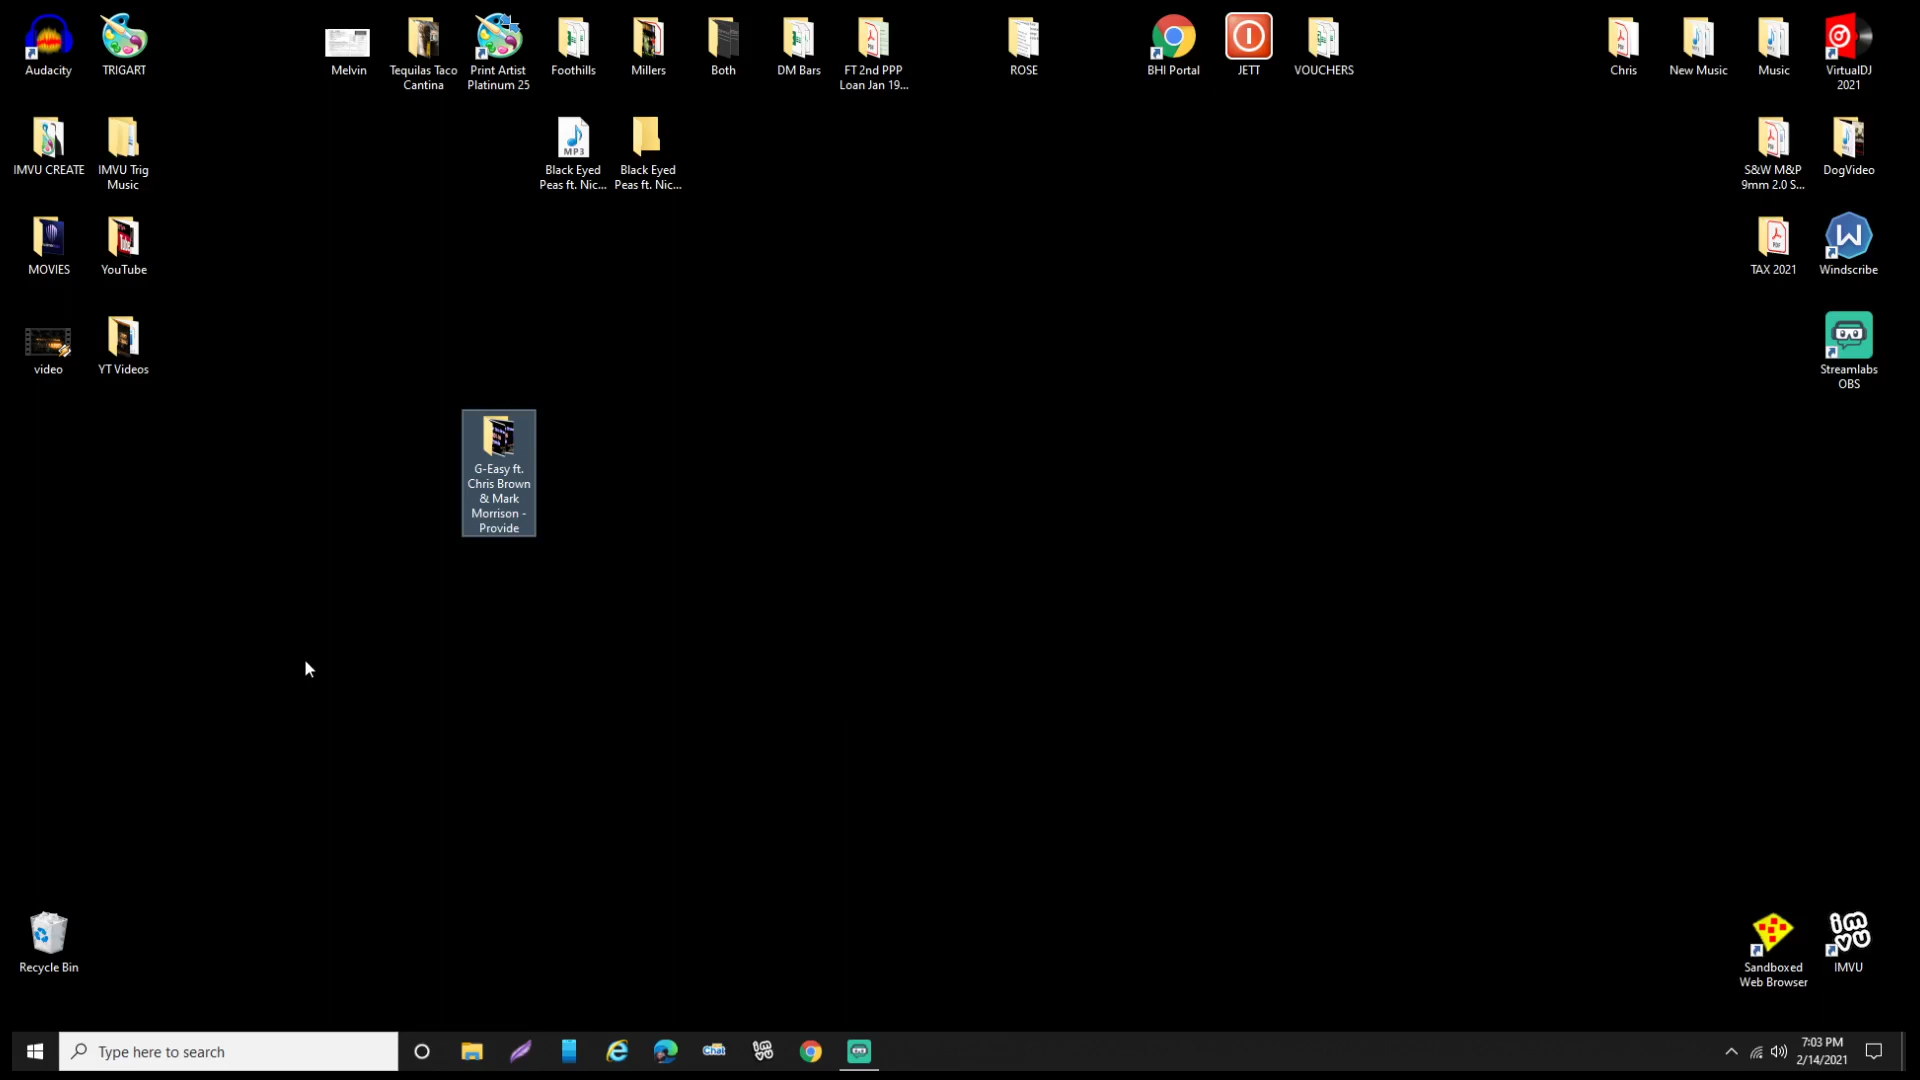 Audacity
TRIGART
Melvin
Tequilas Taco
Cantina
Print Artist
Platinum 25
Foothills
Millers
Both
DM Bars
FT 2nd PPP
Loan Jan 19...
ROSE
BHI Portal
JETT
VOUCHERS
Chris
New Music
Music
VirtualDJ
2021
IMVU CREATE
IMVU Trig
Music
MP3
Black Eyed
Peas ft. Nic...
Black Eyed
Peas ft. Nic...
S&W M&P
9mm 2.0 S...
DogVideo
MOVIES
YouTube
TAX 2021
Windscribe
video
YT Videos
Streamlabs
OBS
G-Easy ft.
Chris Brown
& Mark
Morrison -
Provide
Recycle Bin
Sandboxed
Web Browser
imvu
IMVU
Type here to search
Chat
7:03 PM
2/14/2021